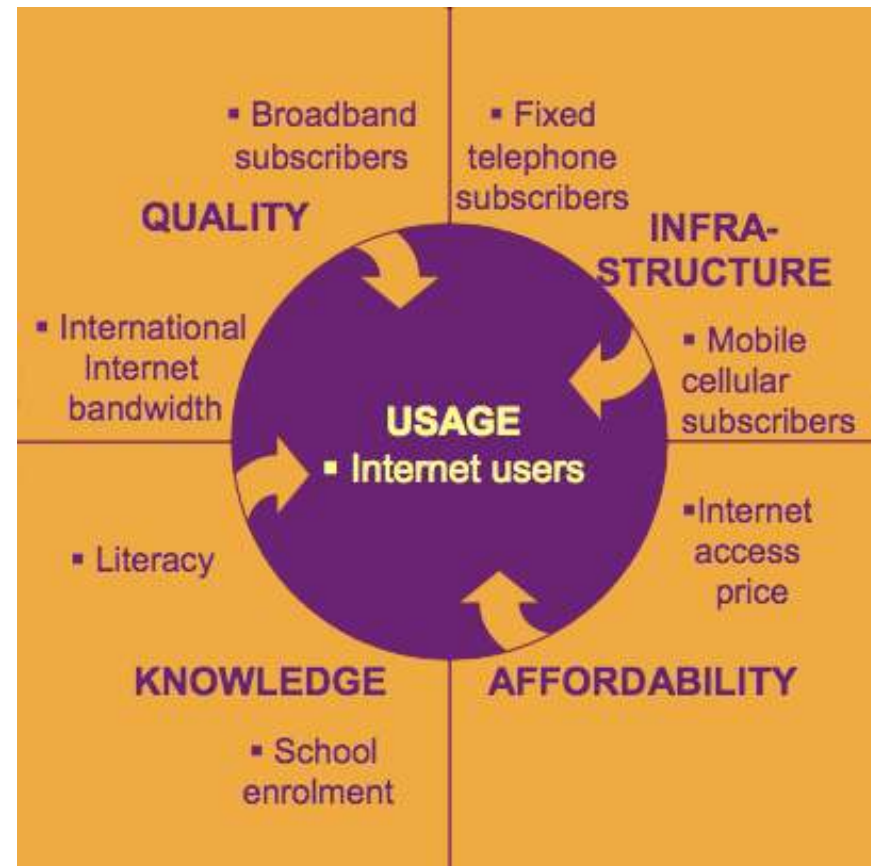 ▪ Broadband
subscribers
QUALITY
▪ International
Internet
bandwidth
▪ Fixed
telephone
subscribers
INFRA-
STRUCTURE
▪ Mobile
cellular
subscribers
USAGE
▪ Internet users
▪ Literacy
KNOWLEDGE
▪ School
enrolment
▪Internet
access
price
AFFORDABILITY